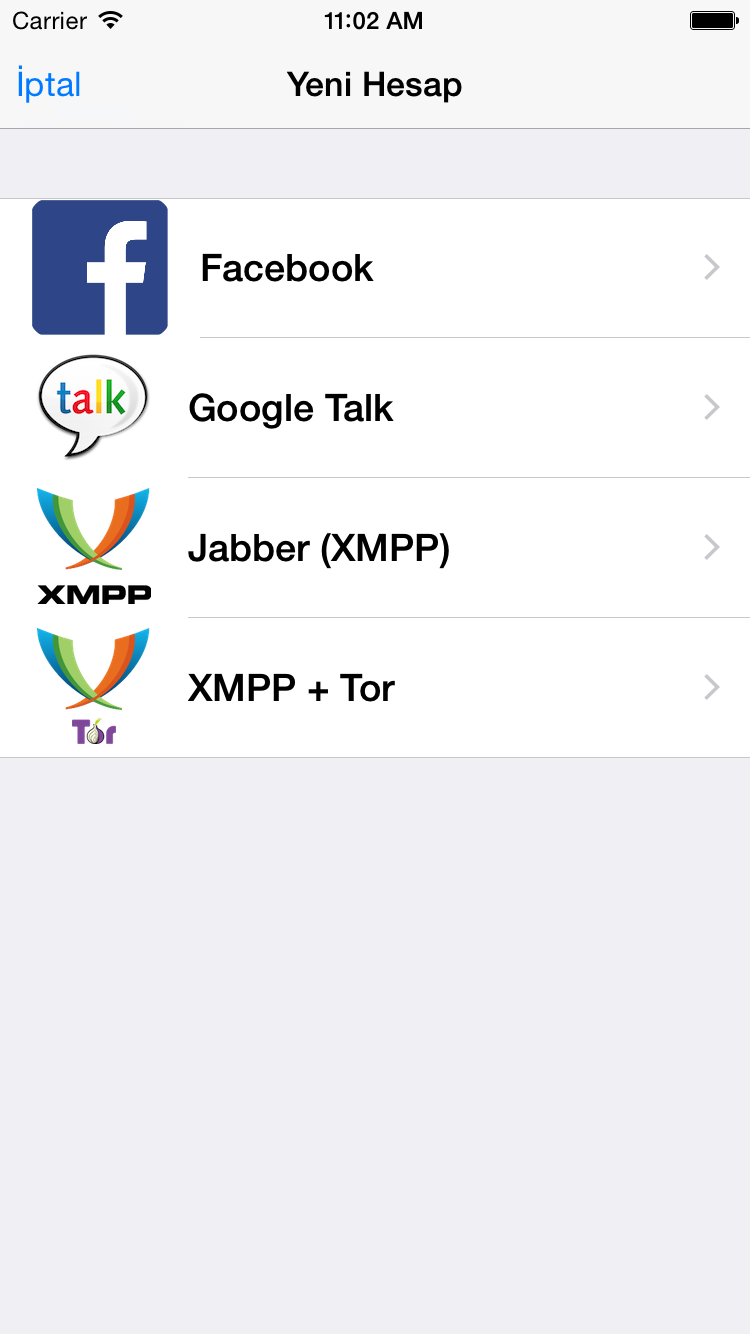 Carrier 11:02 AM
İptal Yeni Hesap
f Facebook
talk Google Talk
Jabber (XMPP)
XMPP
XMPP + Tor
Tor